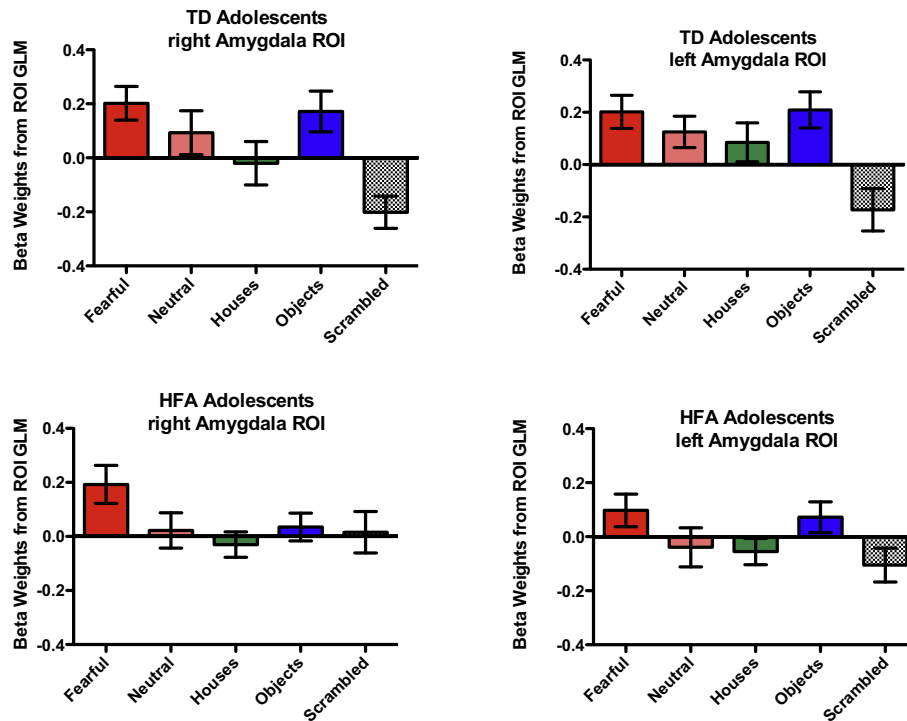 TD Adolescents
right Amygdala ROI
Beta Weights from ROI GLM
0.4
0.2
0.0
-0.2
-0.4
Fearful
Neutral
Houses
Objects
Scrambled
TD Adolescents
left Amygdala ROI
Beta Weights from ROI GLM
0.4
0.2
0.0
-0.2
-0.4
Fearful
Neutral
Houses
Objects
Scrambled
HFA Adolescents
right Amygdala ROI
Beta Weights from ROI GLM
0.4
0.2
0.0
-0.2
-0.4
Fearful
Neutral
Houses
Objects
Scrambled
HFA Adolescents
left Amygdala ROI
Beta Weights from ROI GLM
0.4
0.2
0.0
-0.2
-0.4
Fearful
Neutral
Houses
Objects
Scrambled